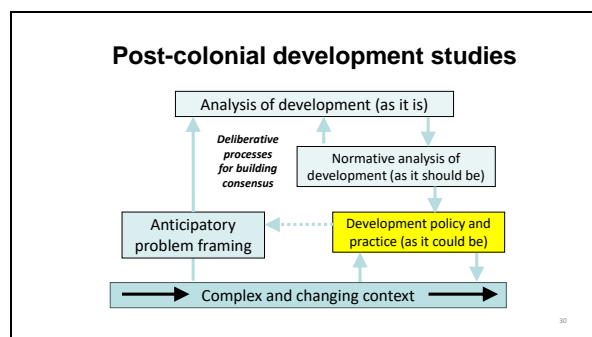 Post-colonial development studies
Analysis of development (as it is)
Deliberative
processes
for building
consensus
Normative analysis of
development (as it should be)
Anticipatory
problem framing
Development policy and
practice (as it could be)
Complex and changing context
30